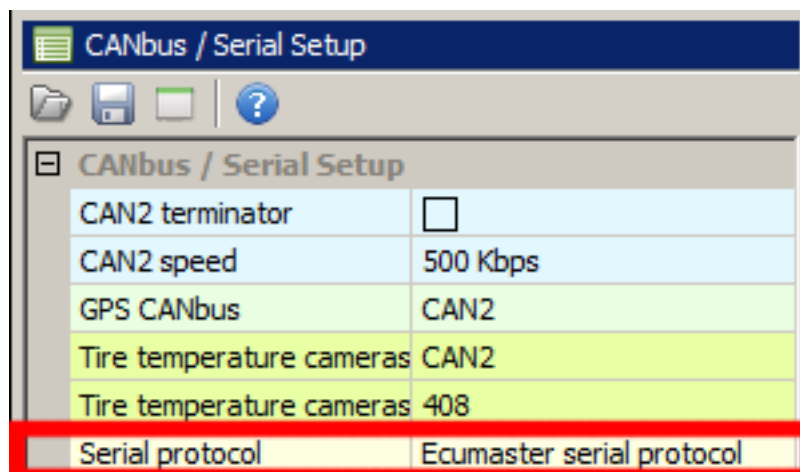 CANbus / Serial Setup
?
CANbus / Serial Setup
CAN2 terminator
CAN2 speed 500 Kbps
GPS CANbus CAN2
Tire temperature cameras CAN2
Tire temperature cameras 408
Serial protocol Ecumaster serial protocol